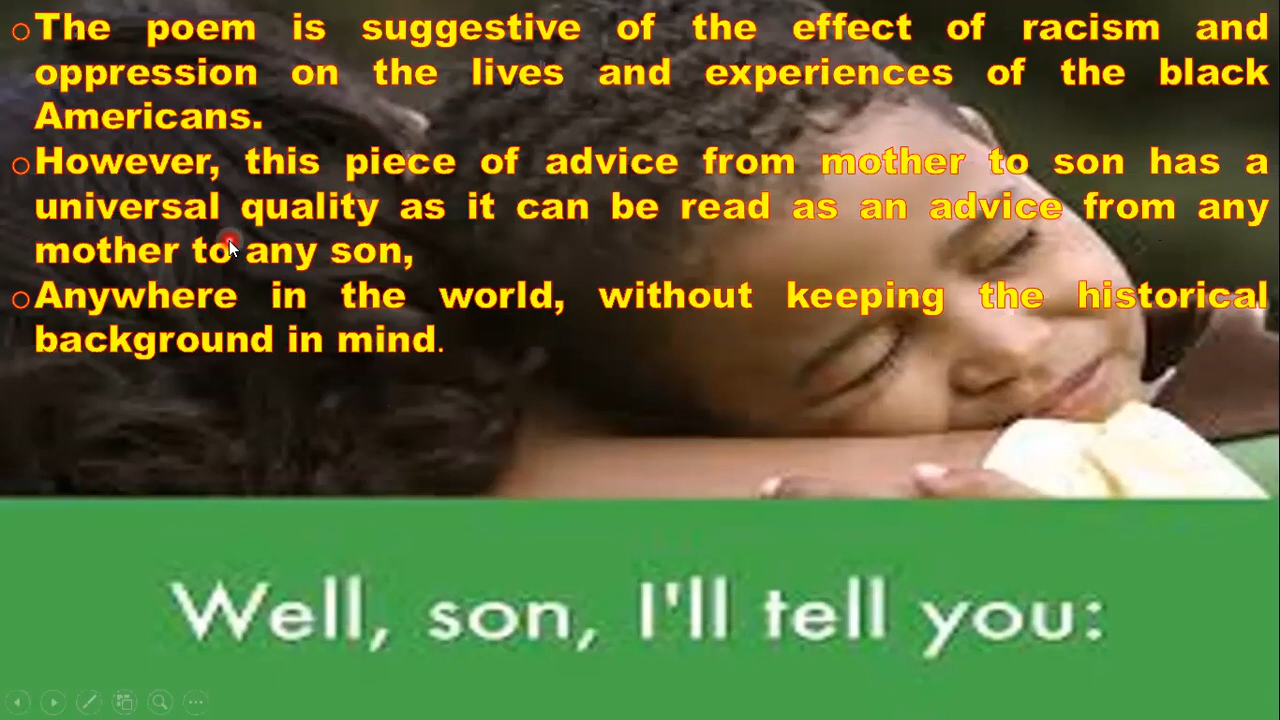 The poem is suggestive of the effect of racism and
oppression on the lives and experiences of the black
Americans.
However, this piece of advice from mother to son has a
universal quality as it can be read as an advice from any
mother to any son,
Anywhere in the world, without keeping the historical
background in mind.
Well, son, I'll tell you: